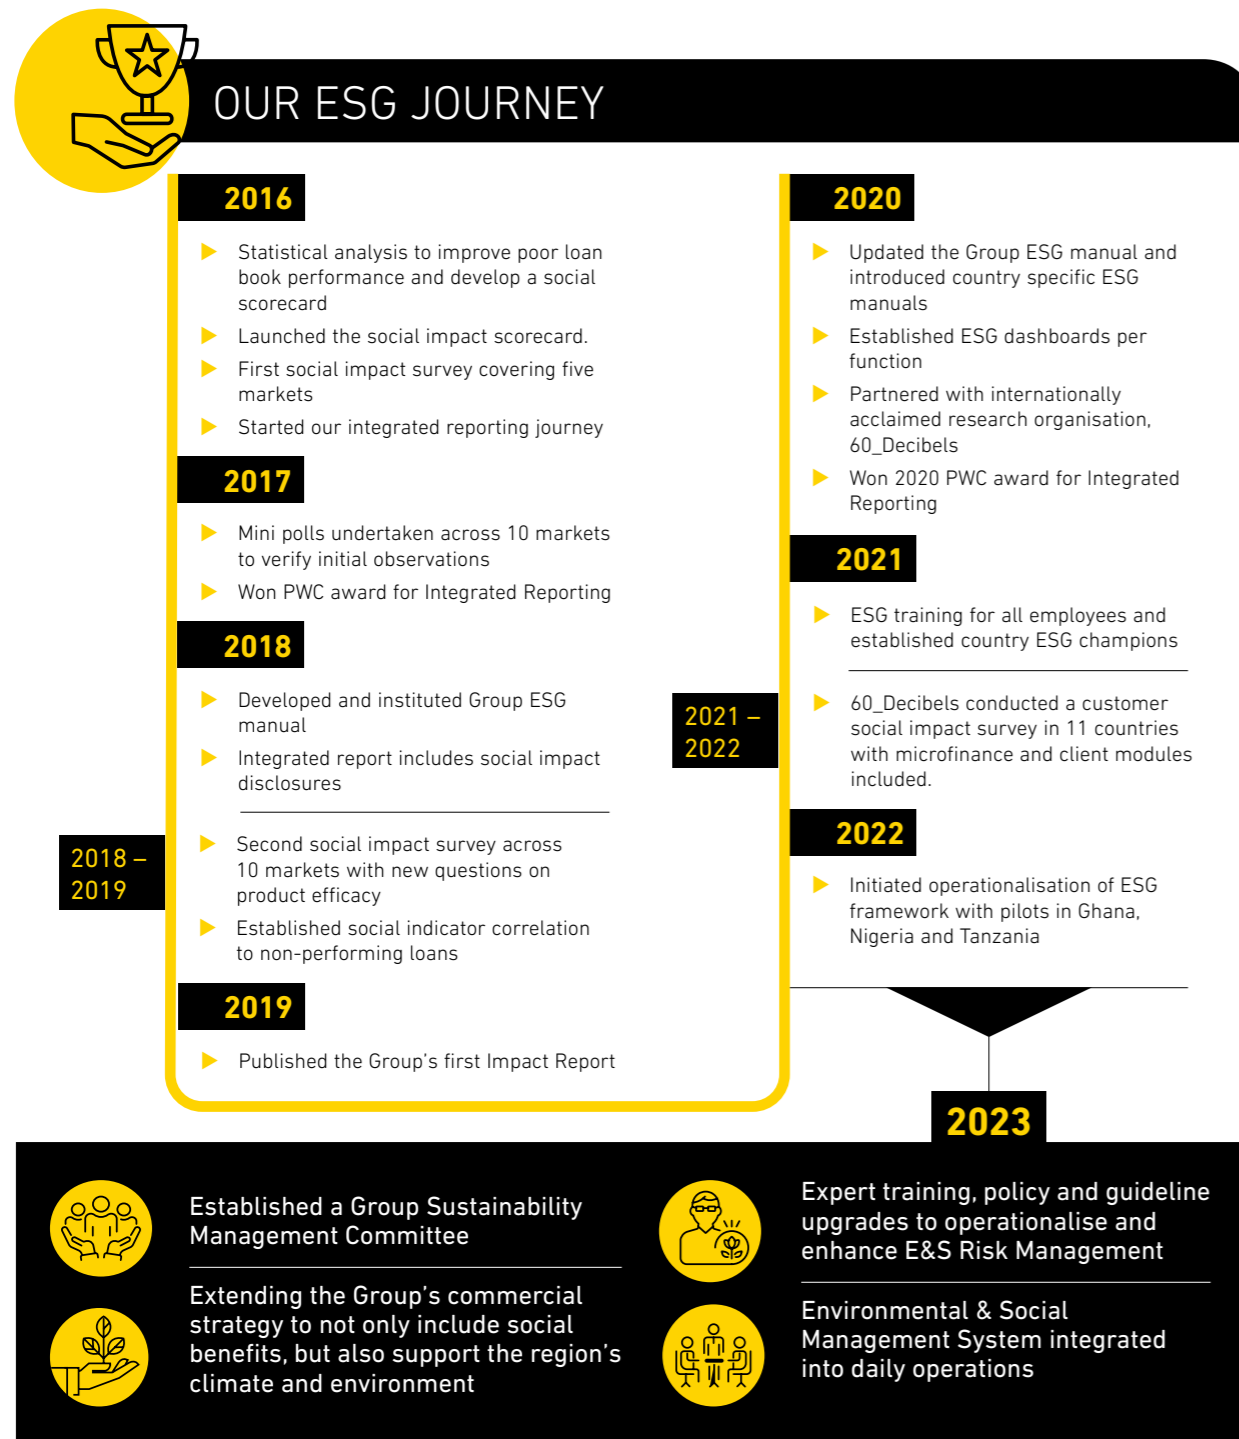 OUR ESG JOURNEY
2016
Statistical analysis to improve poor loan
book performance and develop a social
scorecard
Launched the social impact scorecard.
First social impact survey covering five
markets
Started our integrated reporting journey
2017
Mini polls undertaken across 10 markets
to verify initial observations
Won PWC award for Integrated Reporting
2018
Developed and instituted Group ESG
manual
Integrated report includes social impact
disclosures
2018 –
2019
Second social impact survey across
10 markets with new questions on
product efficacy
Established social indicator correlation
to non-performing loans
2019
Published the Group’s first Impact Report
2020
Updated the Group ESG manual and
introduced country specific ESG
manuals
Established ESG dashboards per
function
Partnered with internationally
acclaimed research organisation,
60_Decibels
Won 2020 PWC award for Integrated
Reporting
2021
ESG training for all employees and
established country ESG champions
2021 –
2022
60_Decibels conducted a customer
social impact survey in 11 countries
with microfinance and client modules
included.
2022
Initiated operationalisation of ESG
framework with pilots in Ghana,
Nigeria and Tanzania
2023
Established a Group Sustainability
Management Committee
Extending the Group’s commercial
strategy to not only include social
benefits, but also support the region’s
climate and environment
Expert training, policy and guideline
upgrades to operationalise and
enhance E&S Risk Management
Environmental & Social
Management System integrated
into daily operations